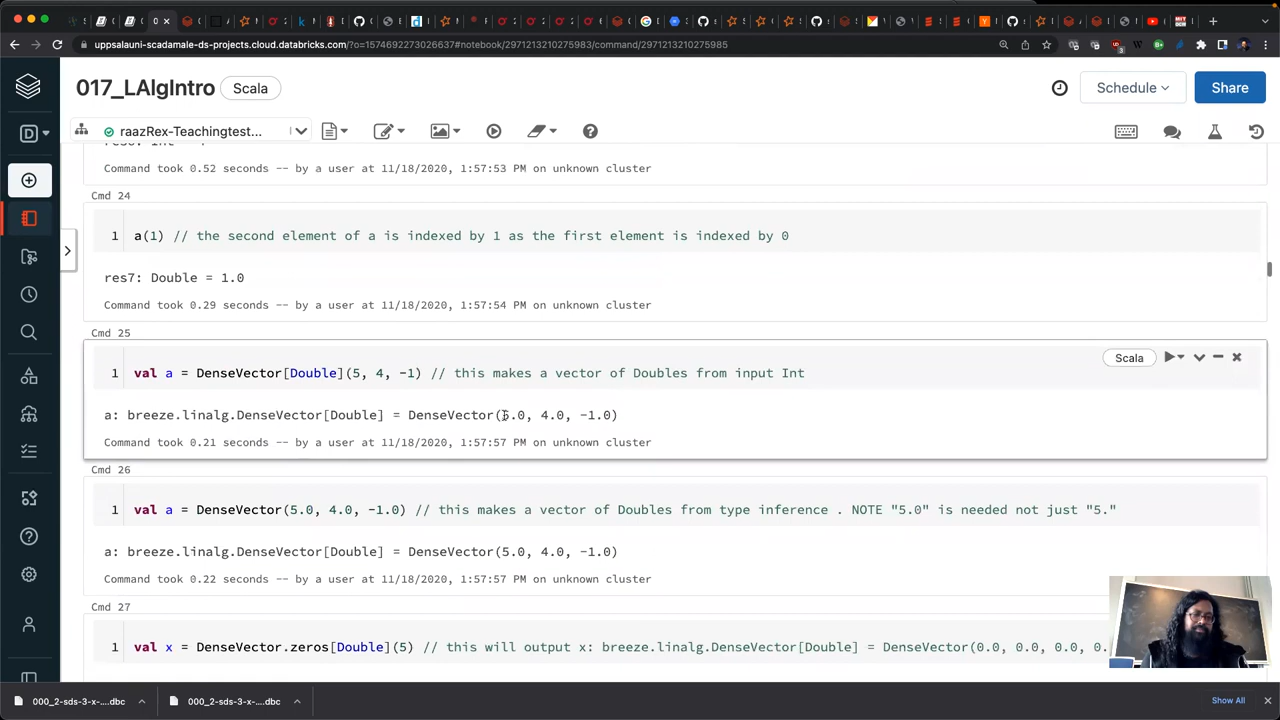 uppsalauni-scadamale-ds-projects.cloud.databricks.com/?o=1574692273026637#notebook/2971213210275983/command/2971213210275985
017_LAlgIntro
Scala
Schedule
Share
D
raazRex-Teachingtest...
Command took 0.52 seconds -- by a user at 11/18/2020, 1:57:53 PM on unknown cluster
Cmd 24
1 a(1) // the second element of a is indexed by 1 as the first element is indexed by 0
res7: Double = 1.0
Command took 0.29 seconds -- by a user at 11/18/2020, 1:57:54 PM on unknown cluster
Cmd 25
Scala
1 val a = DenseVector[Double](5, 4, -1) // this makes a vector of Doubles from input Int
a: breeze.linalg.DenseVector[Double] = DenseVector(5.0, 4.0, -1.0)
Command took 0.21 seconds -- by a user at 11/18/2020, 1:57:57 PM on unknown cluster
Cmd 26
1 val a = DenseVector(5.0, 4.0, -1.0) // this makes a vector of Doubles from type inference . NOTE "5.0" is needed not just "5."
a: breeze.linalg.DenseVector[Double] = DenseVector(5.0, 4.0, -1.0)
Command took 0.22 seconds -- by a user at 11/18/2020, 1:57:57 PM on unknown cluster
Cmd 27
1 val x = DenseVector.zeros[Double](5) // this will output x: breeze.linalg.DenseVector[Double] = DenseVector(0.0, 0.0, 0.0, 0.
000_2-sds-3-x-....dbc
000_2-sds-3-x-....dbc
Show All